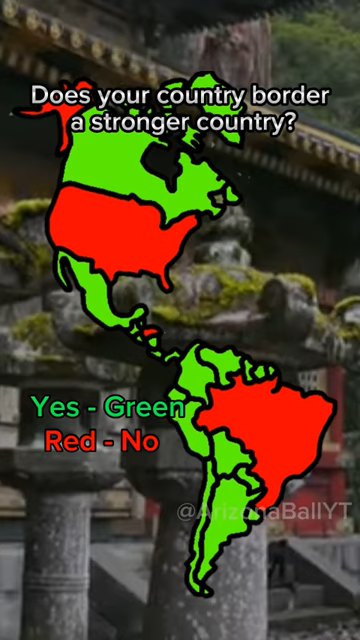 Does your country border
a stronger country?
Yes - Green
Red - No
@ArizonaBallYT